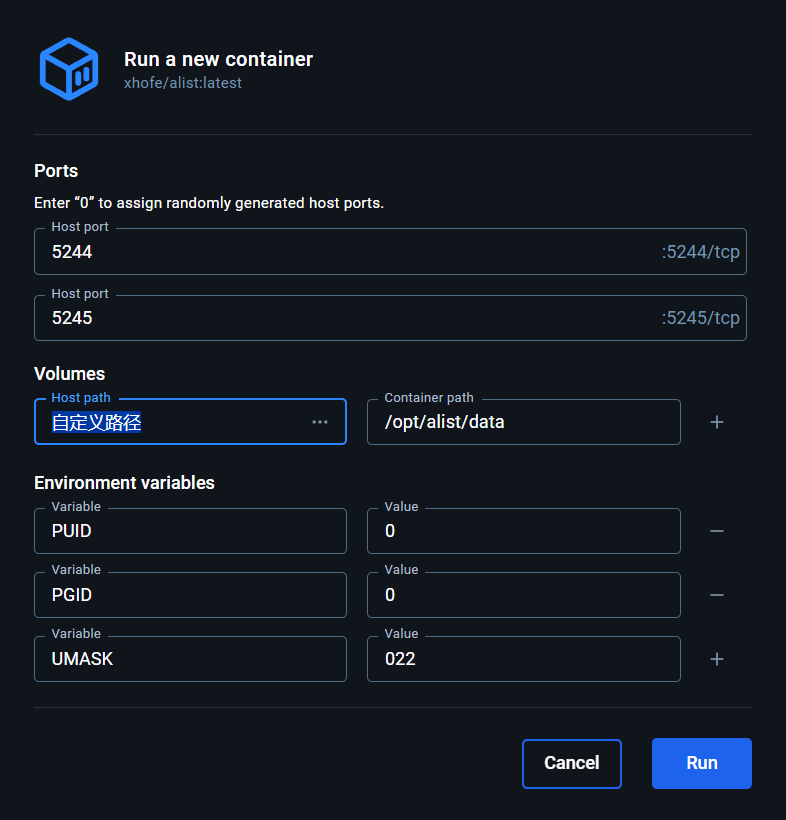 Run a new container
xhofe/alist:latest
Ports
Enter “0” to assign randomly generated host ports.
Host port
5244 :5244/tcp
Host port
5245 :5245/tcp
Volumes
Host path Container path
自定义路径 ··· /opt/alist/data +
Environment variables
Variable Value
PUID 0 −
Variable Value
PGID 0 −
Variable Value
UMASK 022 +
Cancel Run